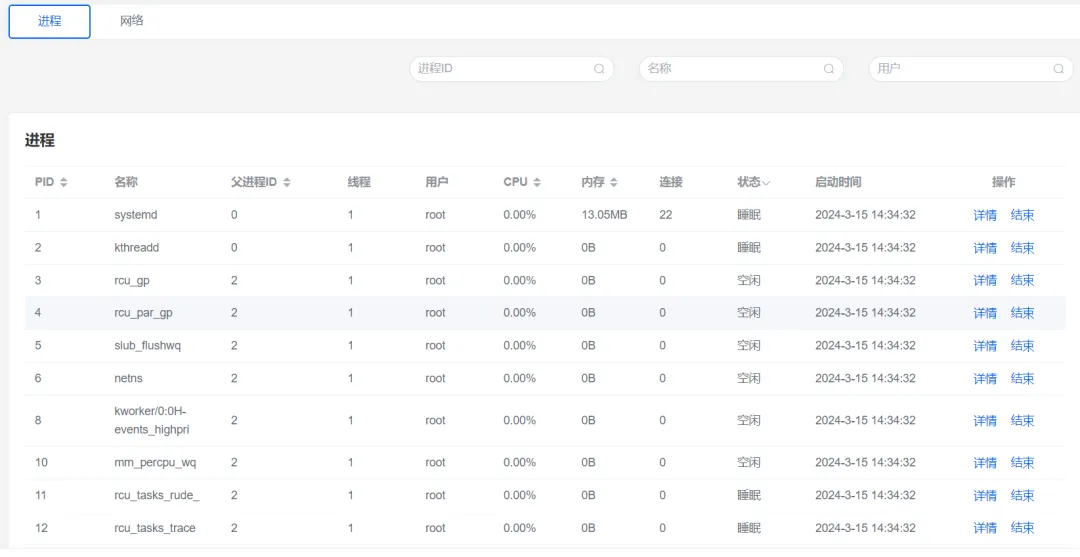 进程 网络
进程ID 名称 用户
进程
PID 名称 父进程ID 线程 用户 CPU 内存 连接 状态 启动时间 操作
1 systemd 0 1 root 0.00% 13.05MB 22 睡眠 2024-3-15 14:34:32 详情 结束
2 kthreadd 0 1 root 0.00% 0B 0 睡眠 2024-3-15 14:34:32 详情 结束
3 rcu_gp 2 1 root 0.00% 0B 0 空闲 2024-3-15 14:34:32 详情 结束
4 rcu_par_gp 2 1 root 0.00% 0B 0 空闲 2024-3-15 14:34:32 详情 结束
5 slub_flushwq 2 1 root 0.00% 0B 0 空闲 2024-3-15 14:34:32 详情 结束
6 netns 2 1 root 0.00% 0B 0 空闲 2024-3-15 14:34:32 详情 结束
8 kworker/0:0H- 2 1 root 0.00% 0B 0 空闲 2024-3-15 14:34:32 详情 结束
events_highpri
10 mm_percpu_wq 2 1 root 0.00% 0B 0 空闲 2024-3-15 14:34:32 详情 结束
11 rcu_tasks_rude_ 2 1 root 0.00% 0B 0 睡眠 2024-3-15 14:34:32 详情 结束
12 rcu_tasks_trace 2 1 root 0.00% 0B 0 睡眠 2024-3-15 14:34:32 详情 结束